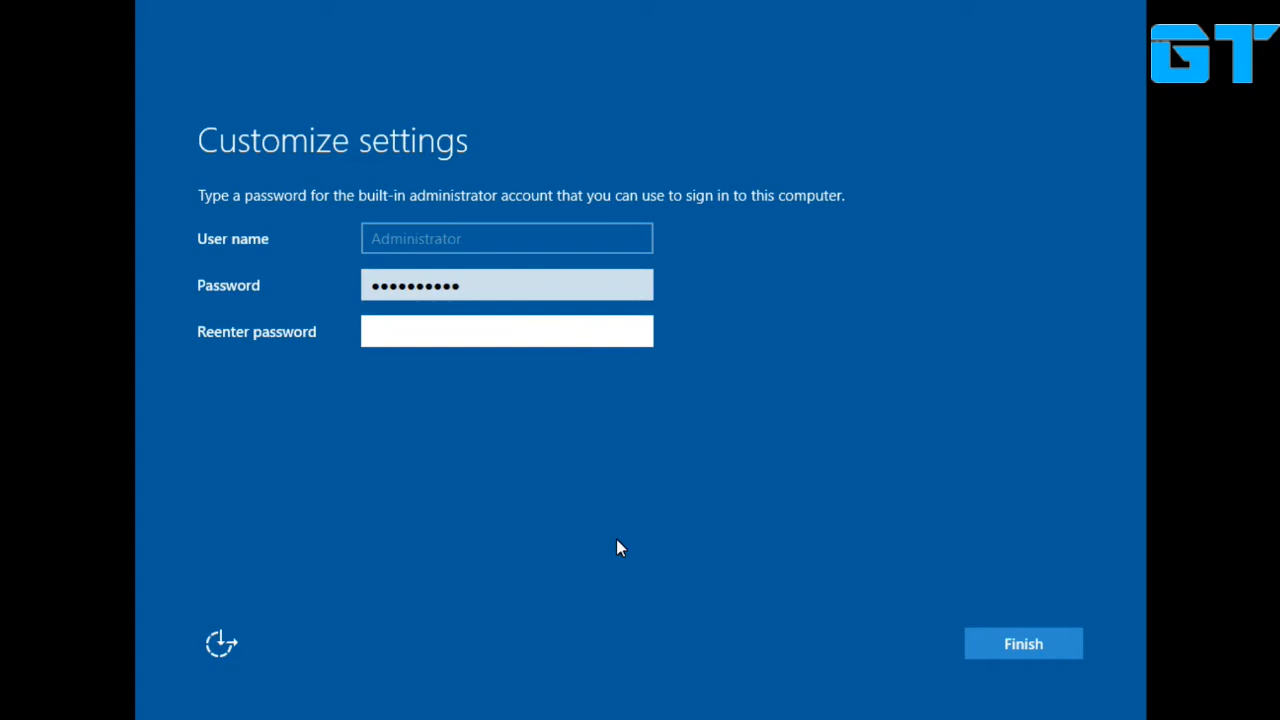 GT
Customize settings
Type a password for the built-in administrator account that you can use to sign in to this computer.
User name Administrator
Password ••••••••••
Reenter password
Finish